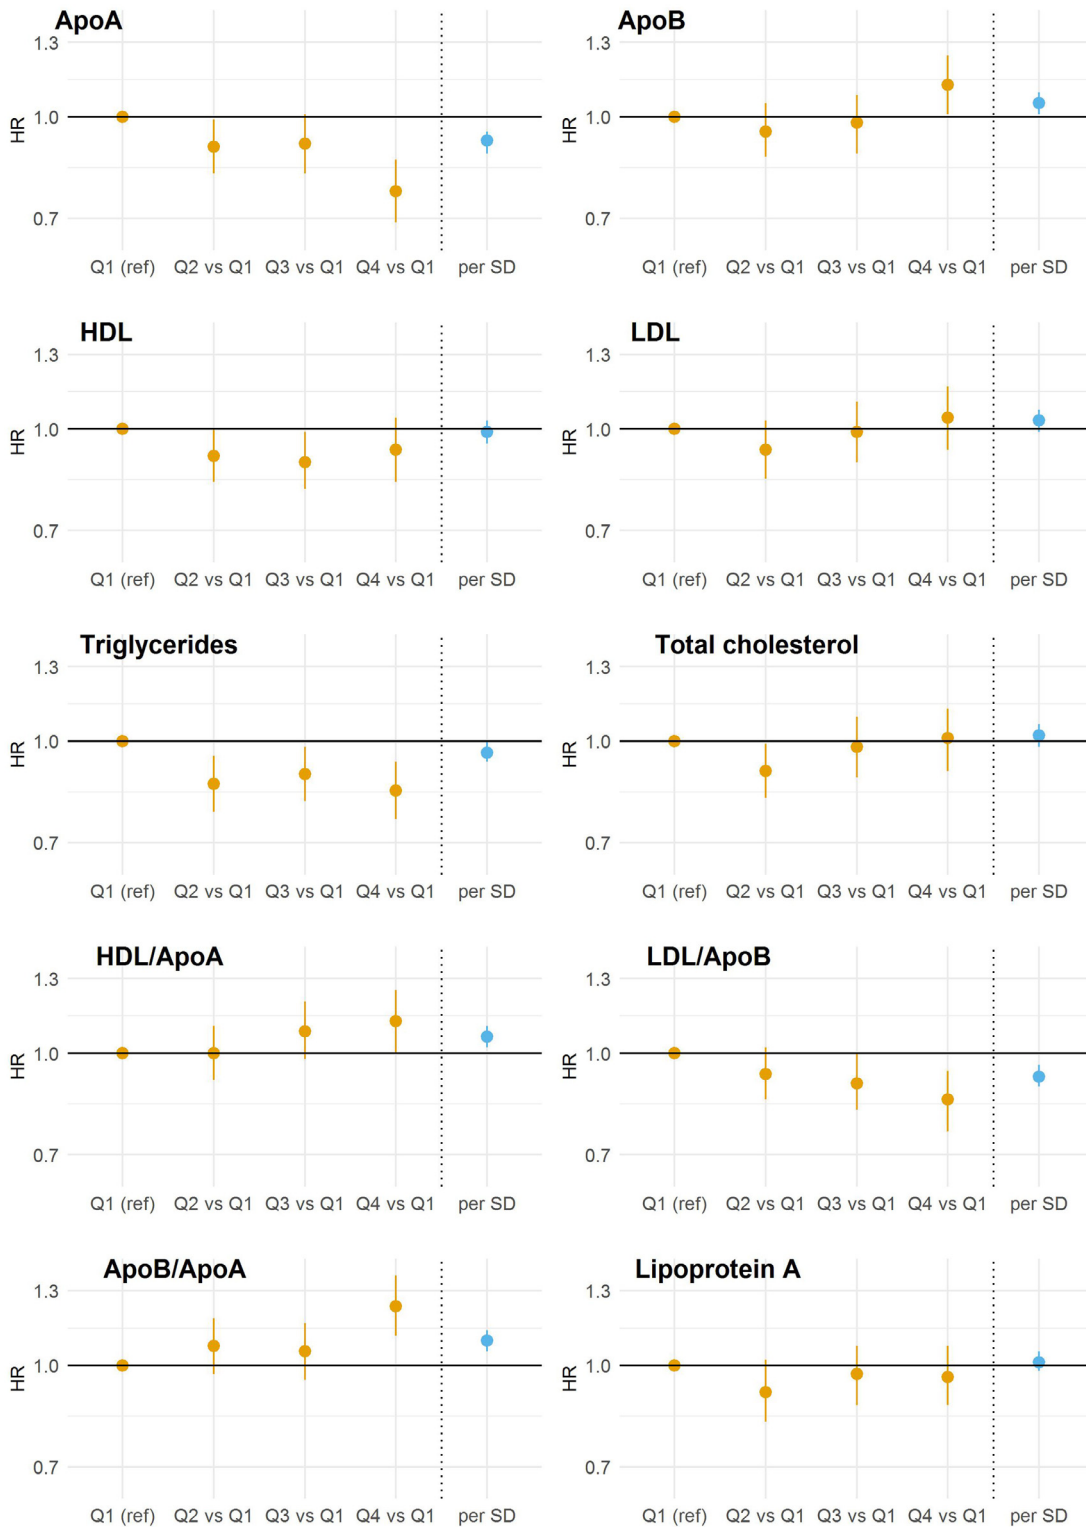 ApoA
ApoB
1.3
1.0
0.7
HR
Q1 (ref) Q2 vs Q1 Q3 vs Q1 Q4 vs Q1 per SD
1.3
1.0
0.7
HR
Q1 (ref) Q2 vs Q1 Q3 vs Q1 Q4 vs Q1 per SD
HDL
LDL
1.3
1.0
0.7
HR
Q1 (ref) Q2 vs Q1 Q3 vs Q1 Q4 vs Q1 per SD
1.3
1.0
0.7
HR
Q1 (ref) Q2 vs Q1 Q3 vs Q1 Q4 vs Q1 per SD
Triglycerides
Total cholesterol
1.3
1.0
0.7
HR
Q1 (ref) Q2 vs Q1 Q3 vs Q1 Q4 vs Q1 per SD
1.3
1.0
0.7
HR
Q1 (ref) Q2 vs Q1 Q3 vs Q1 Q4 vs Q1 per SD
HDL/ApoA
LDL/ApoB
1.3
1.0
0.7
HR
Q1 (ref) Q2 vs Q1 Q3 vs Q1 Q4 vs Q1 per SD
1.3
1.0
0.7
HR
Q1 (ref) Q2 vs Q1 Q3 vs Q1 Q4 vs Q1 per SD
ApoB/ApoA
Lipoprotein A
1.3
1.0
0.7
HR
Q1 (ref) Q2 vs Q1 Q3 vs Q1 Q4 vs Q1 per SD
1.3
1.0
0.7
HR
Q1 (ref) Q2 vs Q1 Q3 vs Q1 Q4 vs Q1 per SD